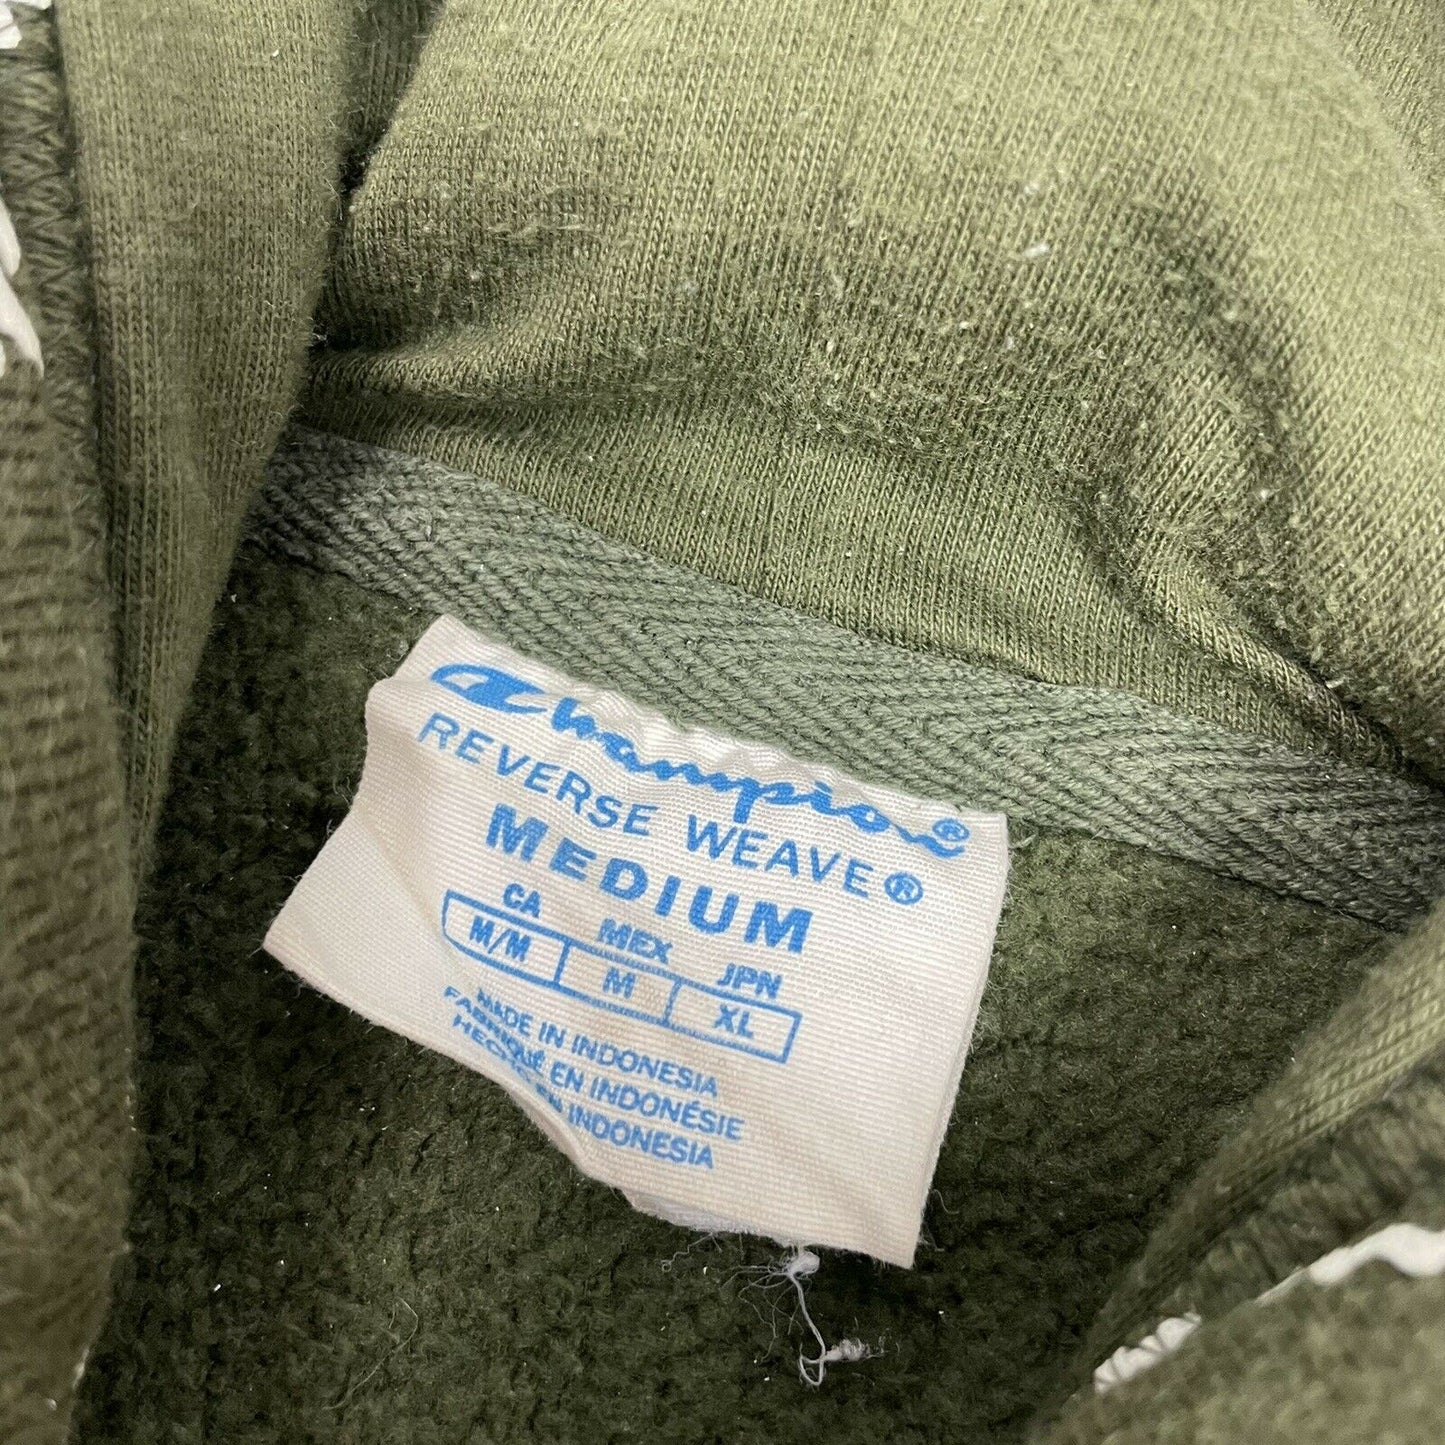 Champion®
REVERSE WEAVE®
MEDIUM
CA MEX JPN
M/M M XL
MADE IN INDONESIA
FABRIQUÉ EN INDONÉSIE
HECHO EN INDONESIA